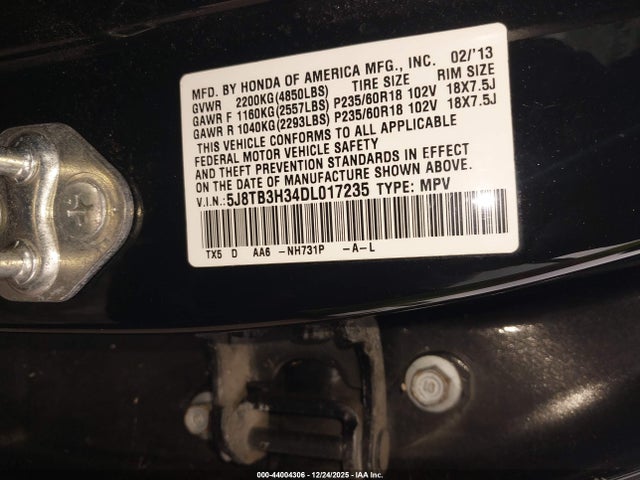 MFD. BY HONDA OF AMERICA MFG., INC. 02/'13
GVWR 2200KG(4850LBS) TIRE SIZE RIM SIZE
GAWR F 1160KG(2557LBS) P235/60R18 102V 18X7.5J
GAWR R 1040KG(2293LBS) P235/60R18 102V 18X7.5J
THIS VEHICLE CONFORMS TO ALL APPLICABLE
FEDERAL MOTOR VEHICLE SAFETY
STANDARDS IN EFFECT ON THE
DATE OF MANUFACTURE SHOWN ABOVE.
V.I.N.:5J8TB3H34DL017235 TYPE: MPV
TX5 D AA6 -NH731P -A-L
000-44004306 - 12/24/2025 - IAA Inc.